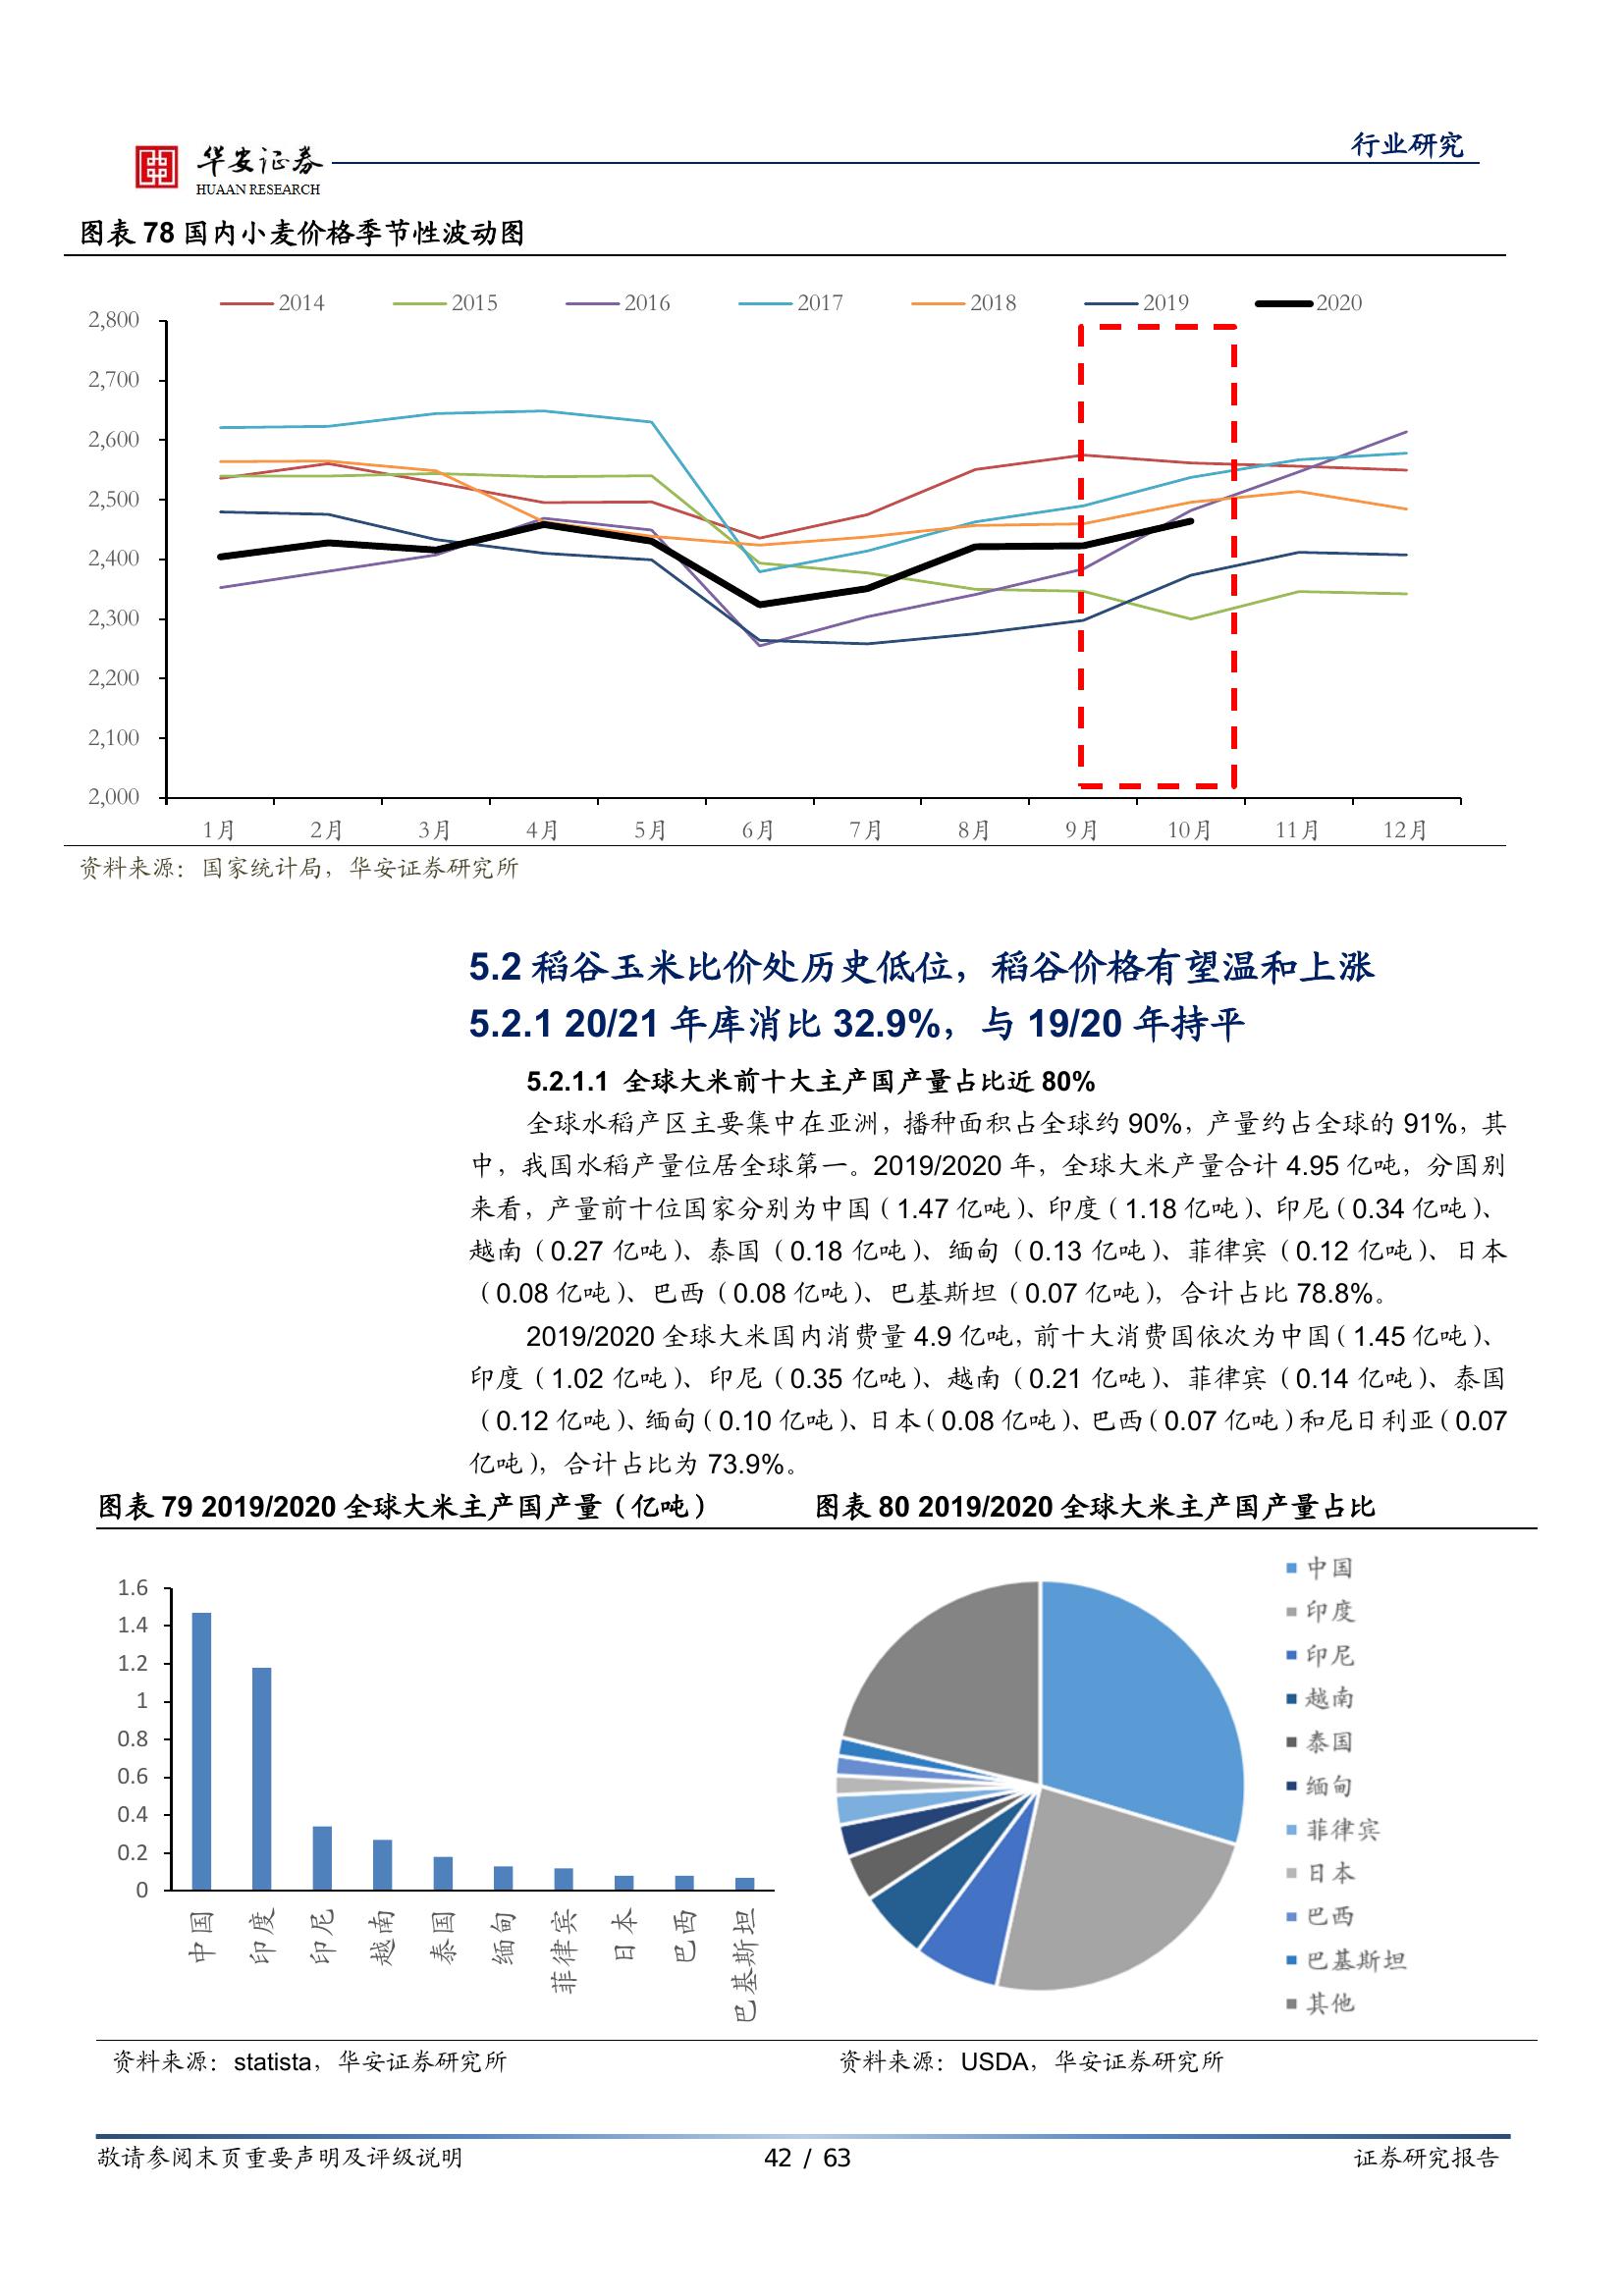 华安证券
HUAAN RESEARCH
行业研究
图表 78 国内小麦价格季节性波动图
2014 2015 2016 2017 2018 2019 2020
2,800
2,700
2,600
2,500
2,400
2,300
2,200
2,100
2,000
1月 2月 3月 4月 5月 6月 7月 8月 9月 10月 11月 12月
资料来源：国家统计局，华安证券研究所
5.2 稻谷玉米比价处历史低位，稻谷价格有望温和上涨
5.2.1 20/21 年库消比 32.9%，与 19/20 年持平
5.2.1.1 全球大米前十大主产国产量占比近 80%
全球水稻产区主要集中在亚洲，播种面积占全球约 90%，产量约占全球的 91%，其
中，我国水稻产量位居全球第一。2019/2020 年，全球大米产量合计 4.95 亿吨，分国别
来看，产量前十位国家分别为中国（1.47 亿吨）、印度（1.18 亿吨）、印尼（0.34 亿吨）、
越南（0.27 亿吨）、泰国（0.18 亿吨）、缅甸（0.13 亿吨）、菲律宾（0.12 亿吨）、日本
（0.08 亿吨）、巴西（0.08 亿吨）、巴基斯坦（0.07 亿吨），合计占比 78.8%。
2019/2020 全球大米国内消费量 4.9 亿吨，前十大消费国依次为中国（1.45 亿吨）、
印度（1.02 亿吨）、印尼（0.35 亿吨）、越南（0.21 亿吨）、菲律宾（0.14 亿吨）、泰国
（0.12 亿吨）、缅甸（0.10 亿吨）、日本（0.08 亿吨）、巴西（0.07 亿吨）和尼日利亚（0.07
亿吨），合计占比为 73.9%。
图表 79 2019/2020 全球大米主产国产量（亿吨）
1.6
1.4
1.2
1
0.8
0.6
0.4
0.2
0
中国 印度 印尼 越南 泰国 缅甸 菲律宾 日本 巴西 巴基斯坦
资料来源：statista，华安证券研究所
图表 80 2019/2020 全球大米主产国产量占比
中国
印度
印尼
越南
泰国
缅甸
菲律宾
日本
巴西
巴基斯坦
其他
资料来源：USDA，华安证券研究所
敬请参阅末页重要声明及评级说明
42 / 63
证券研究报告